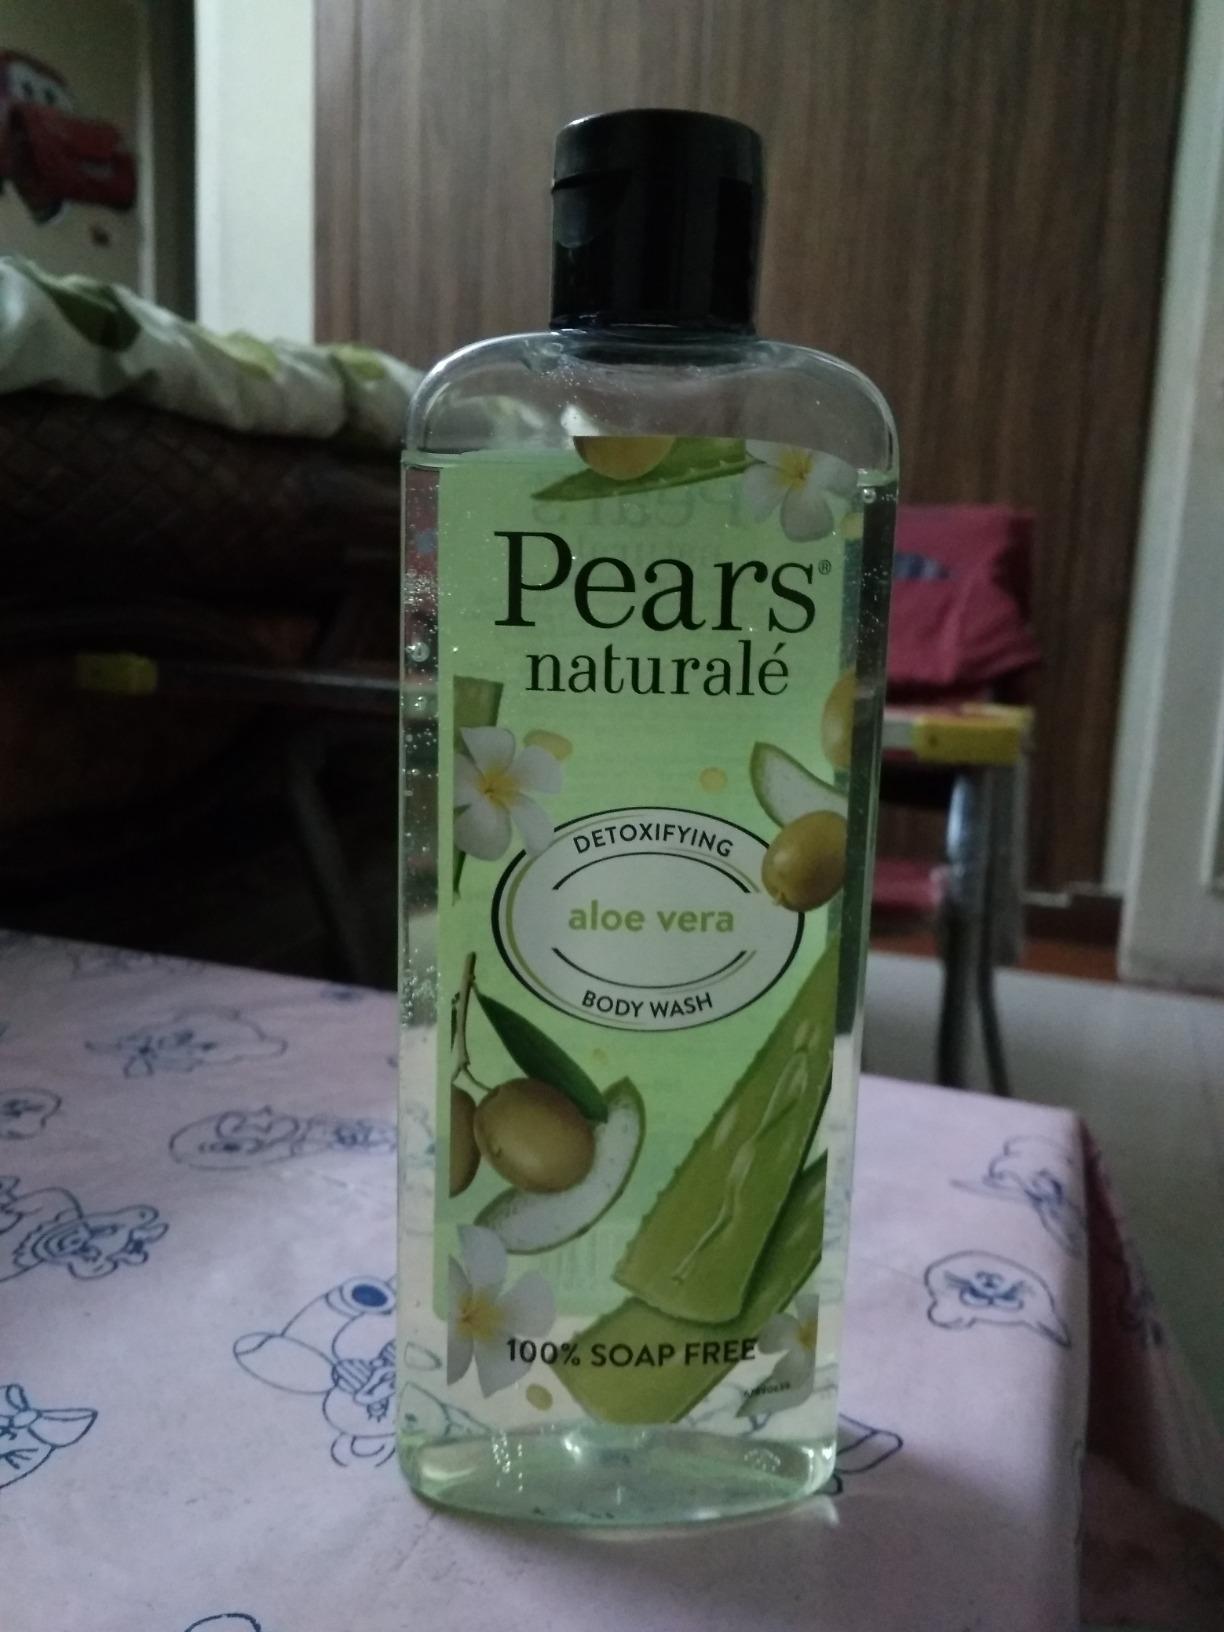 Pears®
naturalé
DETOXIFYING
aloe vera
BODY WASH
100% SOAP FREE